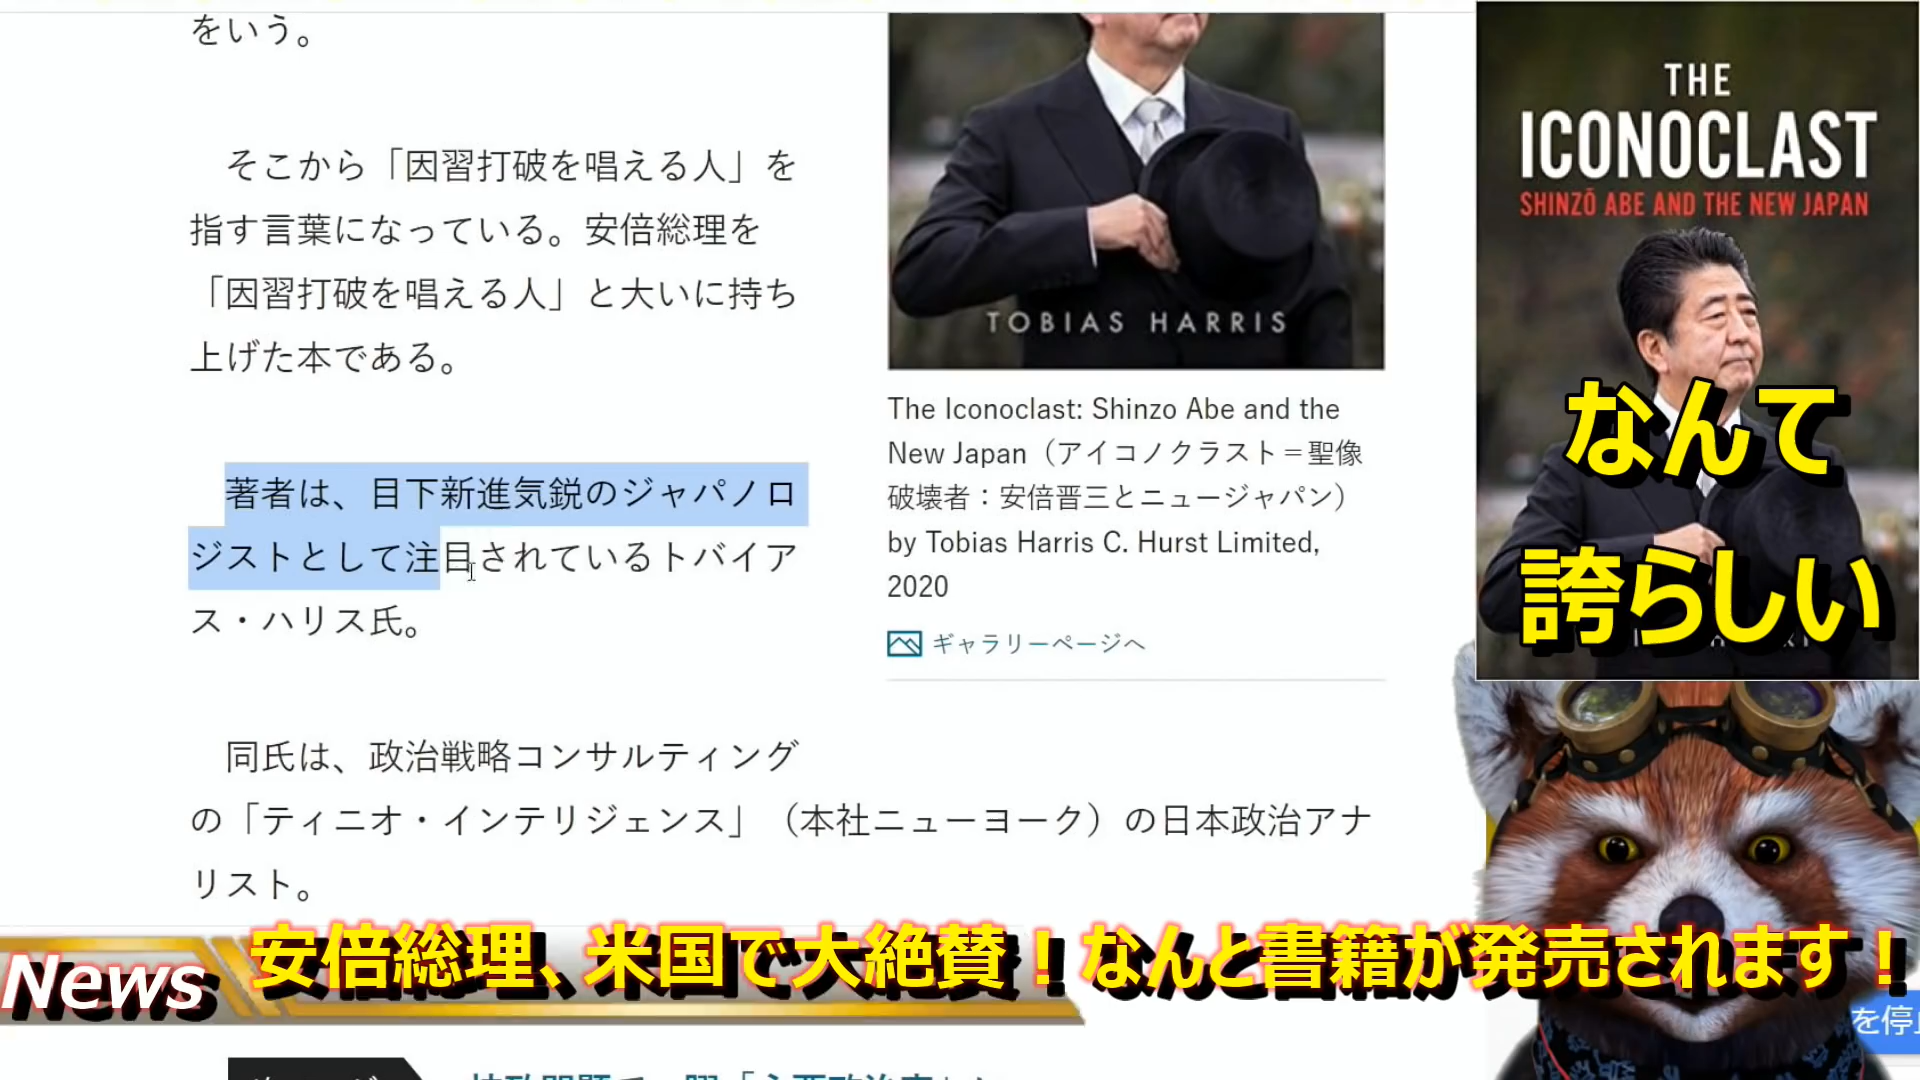 をいう。
そこから「因習打破を唱える人」を
指す言葉になっている。安倍総理を
「因習打破を唱える人」と大いに持ち
上げた本である。
著者は、目下新進気鋭のジャパノロ
ジストとして注目されているトバイア
ス・ハリス氏。
同氏は、政治戦略コンサルティング
の「ティニオ・インテリジェンス」（本社ニューヨーク）の日本政治アナ
リスト。
TOBIAS HARRIS
The Iconoclast: Shinzo Abe and the
New Japan（アイコノクラスト＝聖像
破壊者：安倍晋三とニュージャパン）
by Tobias Harris C. Hurst Limited,
2020
ギャラリーページへ
THE
ICONOCLAST
SHINZŌ ABE AND THE NEW JAPAN
なんて
誇らしい
News
安倍総理、米国で大絶賛！なんと書籍が発売されます！
を停